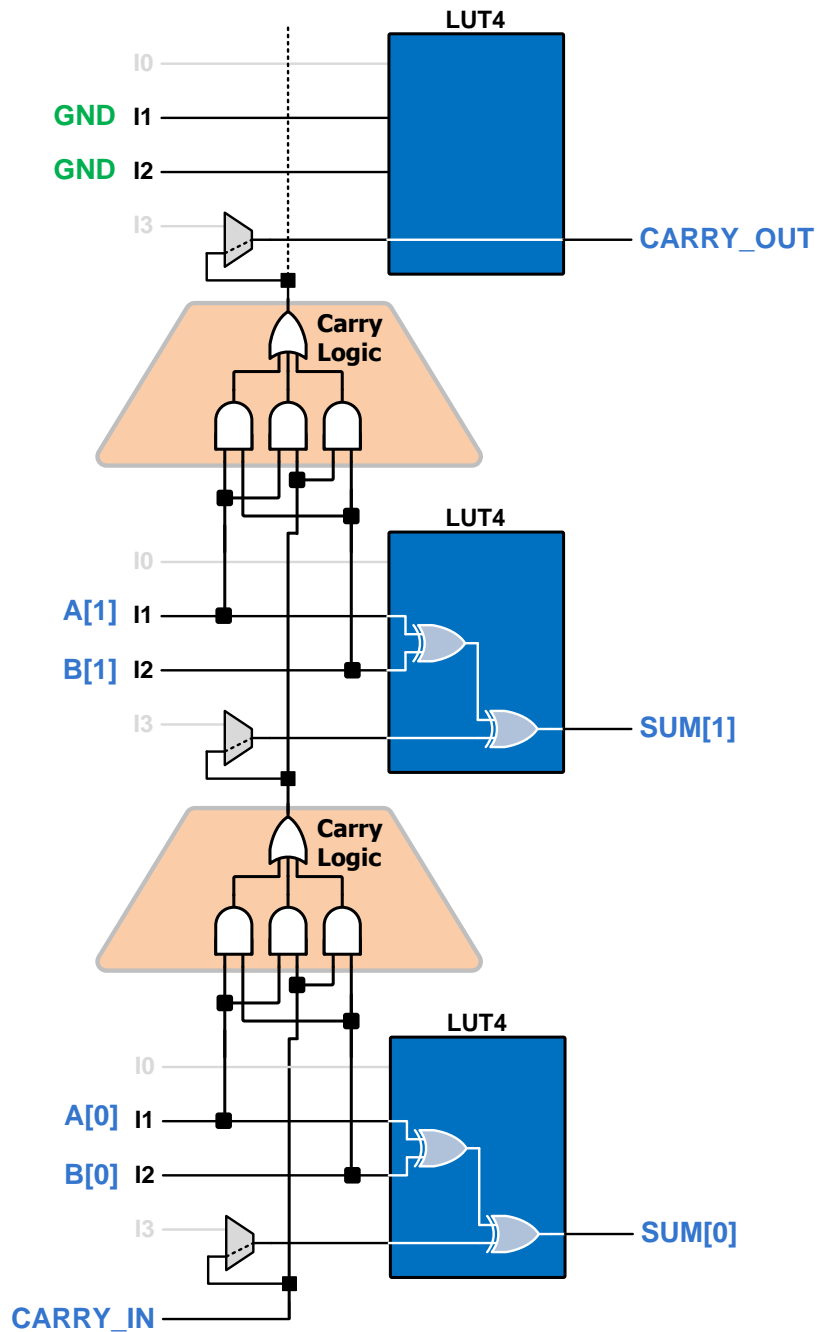 LUT4
I0
GND I1
GND I2
I3
CARRY_OUT
Carry
Logic
LUT4
I0
A[1] I1
B[1] I2
I3
SUM[1]
Carry
Logic
LUT4
I0
A[0] I1
B[0] I2
I3
SUM[0]
CARRY_IN